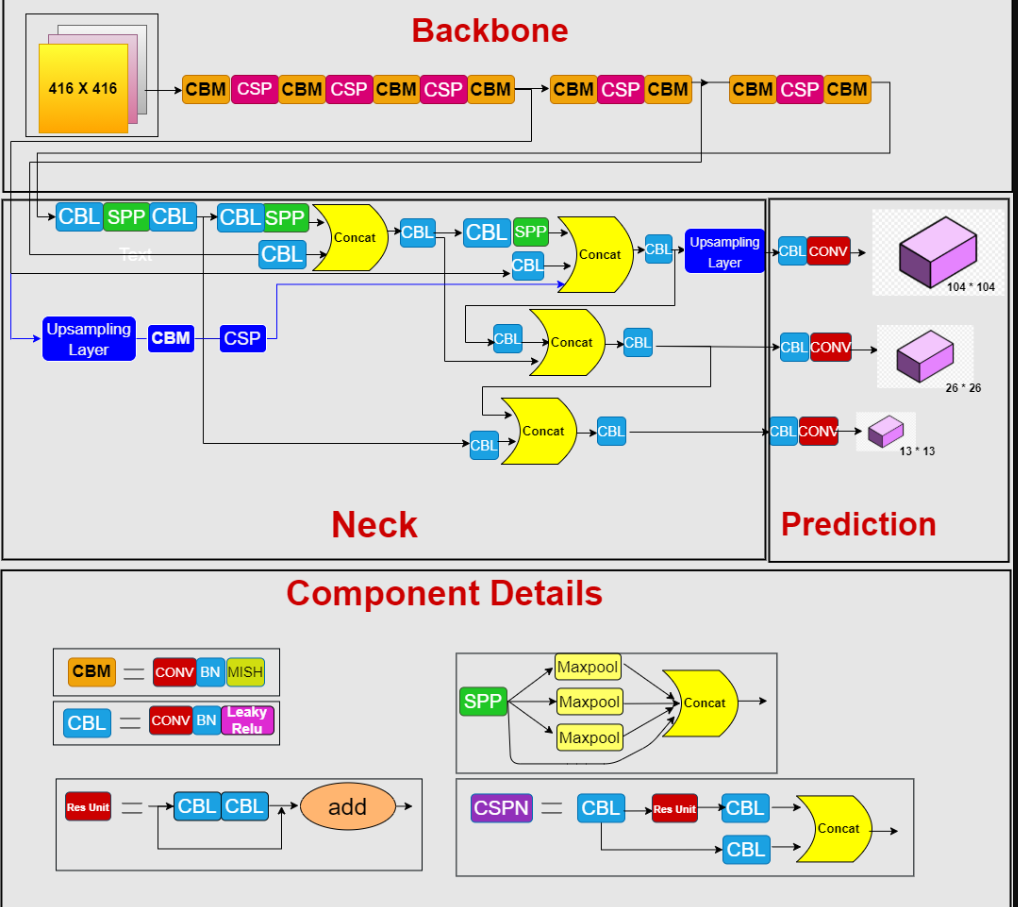 Backbone
416 X 416
CBM CSP CBM CSP CBM CSP CBM
CBM CSP CBM
CBM CSP CBM
CBL SPP CBL
CBL SPP
CBL
Concat
CBL
CBL SPP
CBL
Concat
CBL
Upsampling
Layer
CBL CONV
104 * 104
Text
Upsampling
Layer
CBM
CSP
CBL
Concat
CBL
CBL CONV
26 * 26
CBL
Concat
CBL
CBL CONV
13 * 13
Neck
Prediction
Component Details
CBM = CONV BN MISH
CBL = CONV BN Leaky
Relu
SPP
Maxpool
Maxpool
Maxpool
Concat
Res Unit = CBL CBL add
CSPN = CBL Res Unit CBL
CBL
Concat